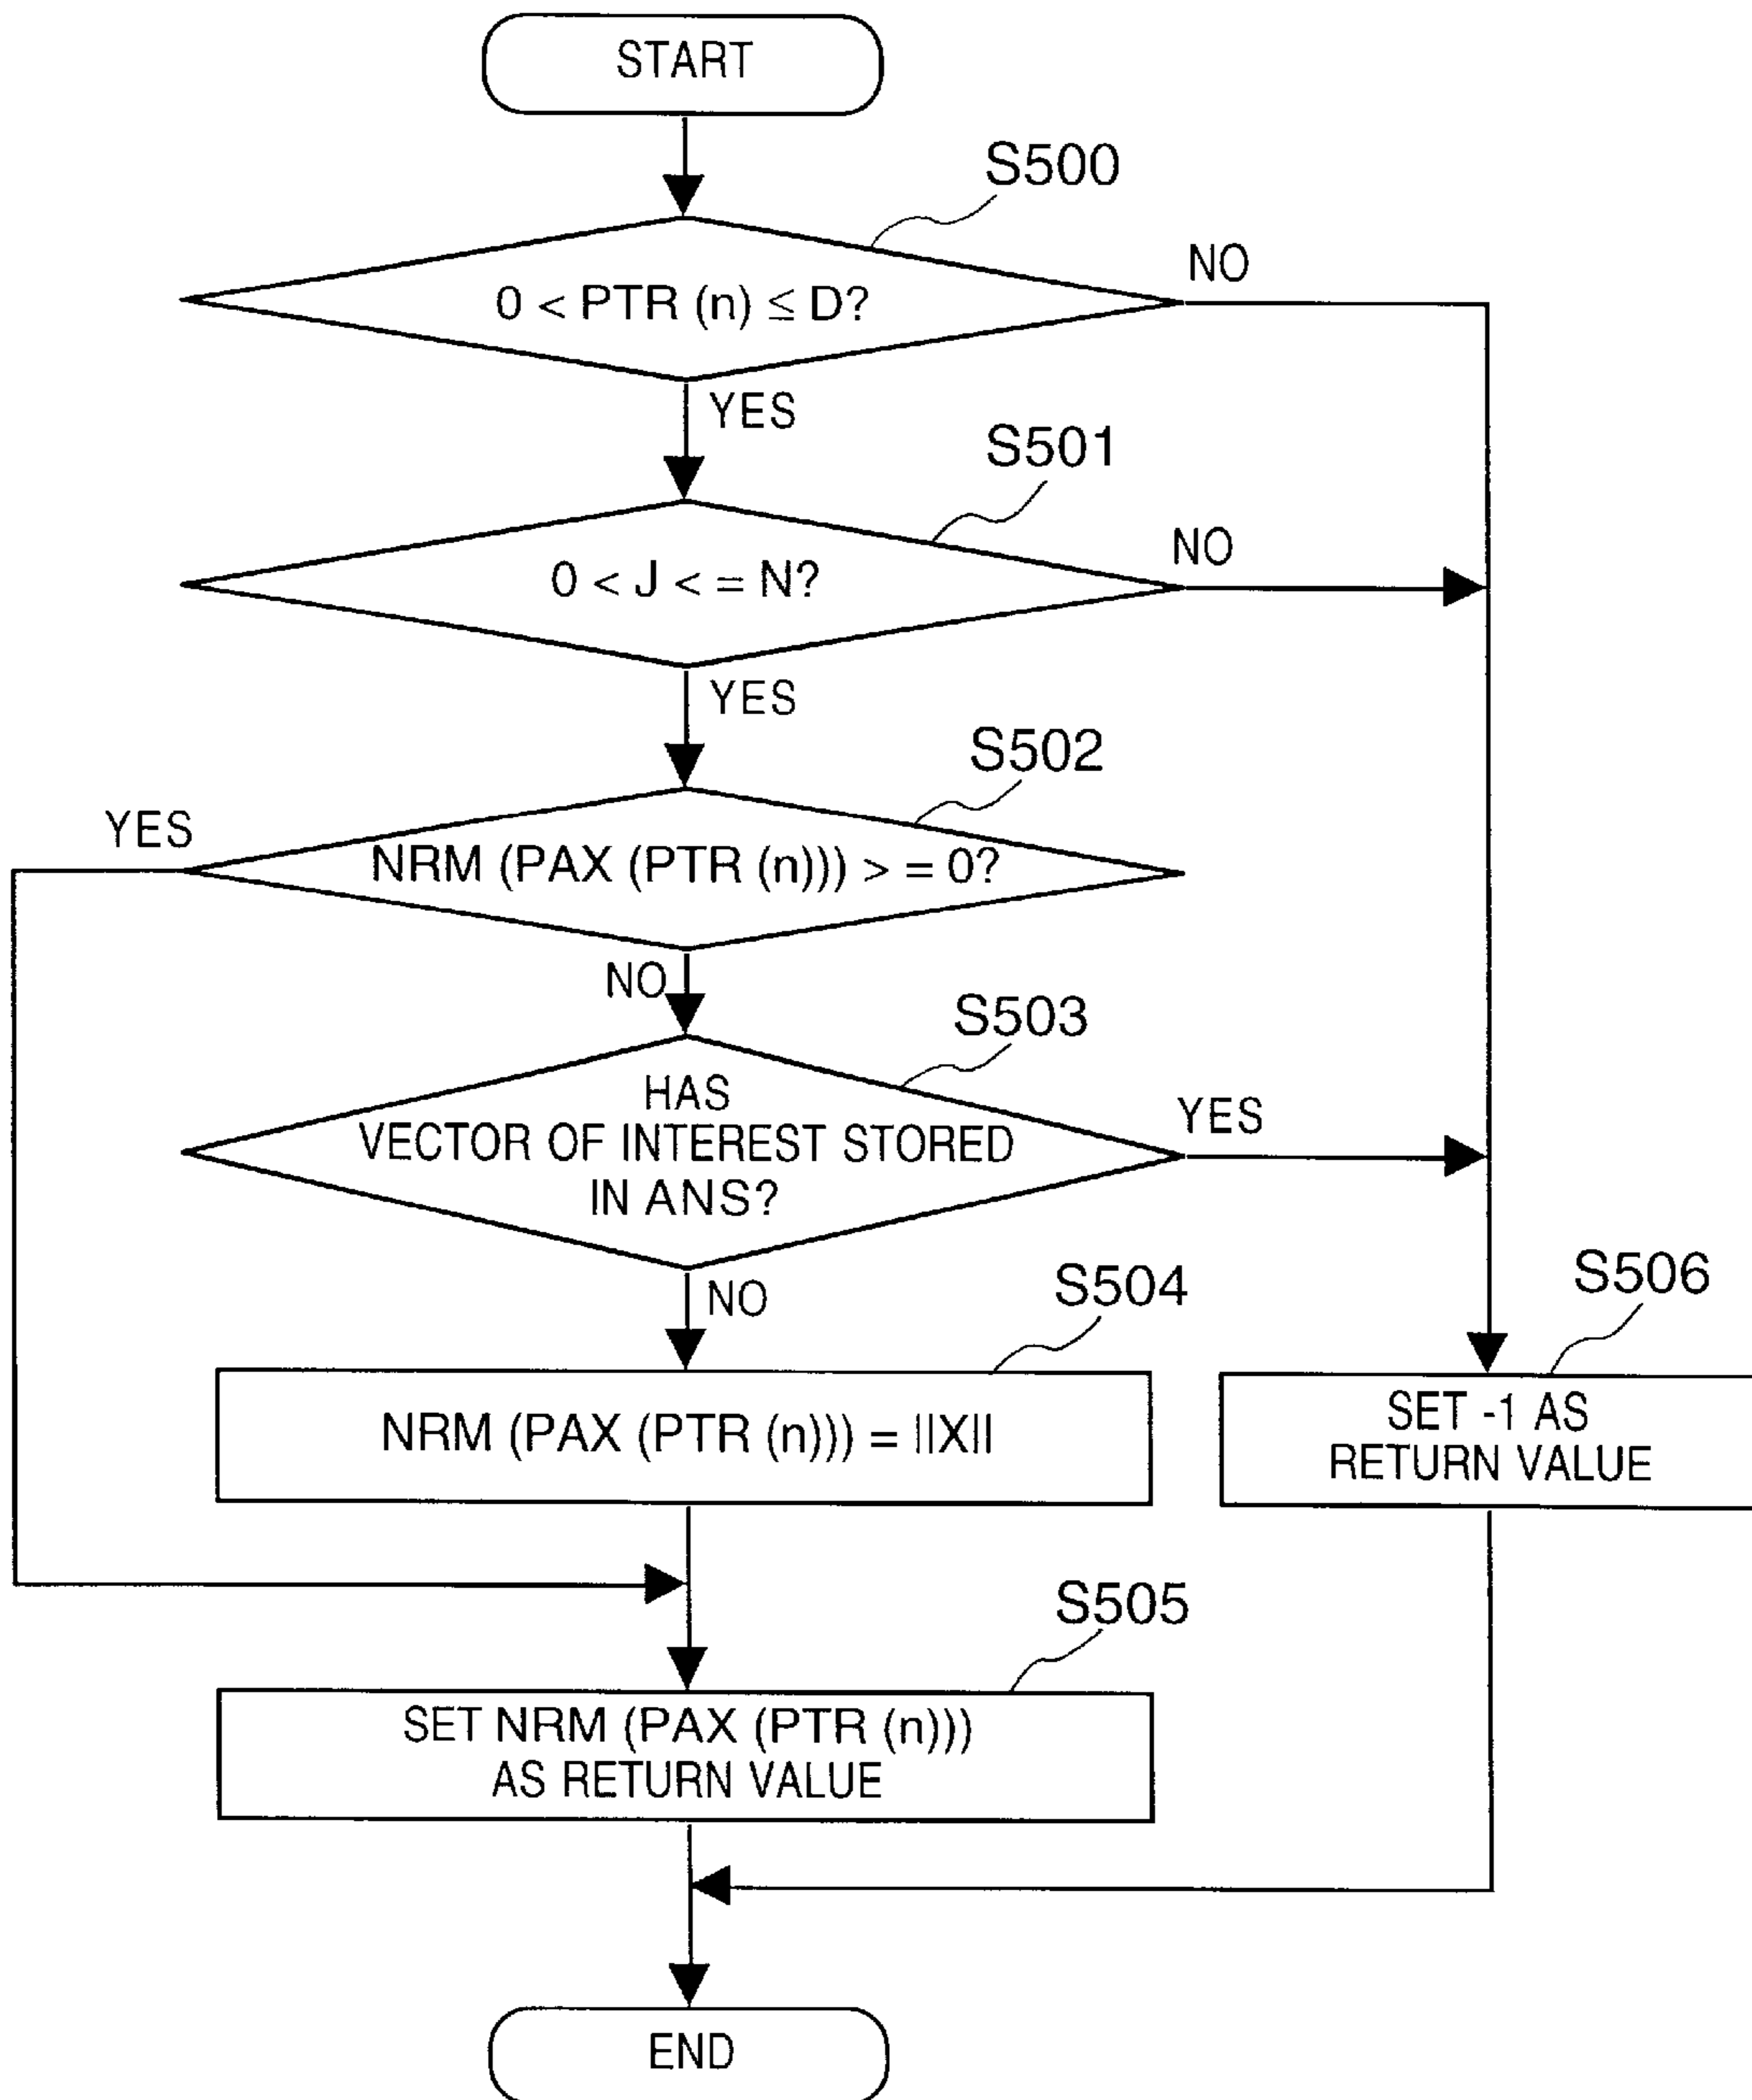 START
S500
0 < PTR (n) ≦ D?
NO
YES
S501
0 < J < = N?
NO
YES
S502
YES
NRM (PAX (PTR (n))) > = 0?
NO
S503
HAS
VECTOR OF INTEREST STORED
IN ANS?
YES
NO
S504
S506
NRM (PAX (PTR (n))) = ||X||
SET -1 AS
RETURN VALUE
S505
SET NRM (PAX (PTR (n)))
AS RETURN VALUE
END